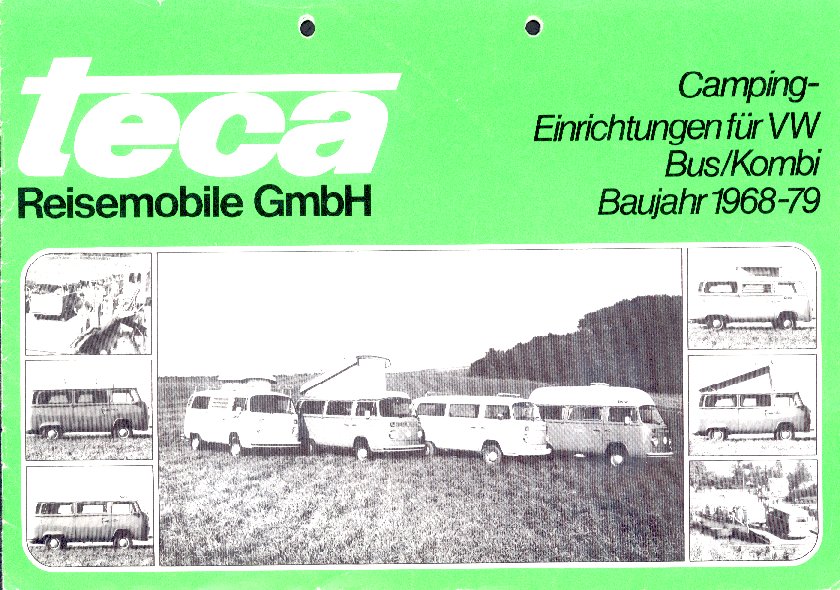 teca
Reisemobile GmbH
Camping-
Einrichtungen für VW
Bus/Kombi
Baujahr 1968-79